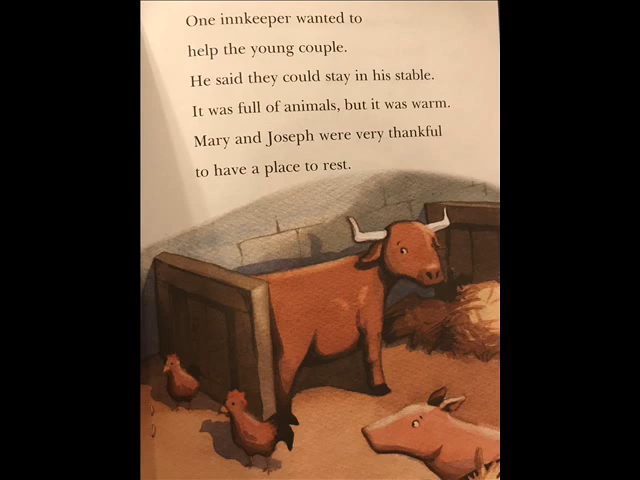 One innkeeper wanted to
help the young couple.
He said they could stay in his stable.
It was full of animals, but it was warm.
Mary and Joseph were very thankful
to have a place to rest.